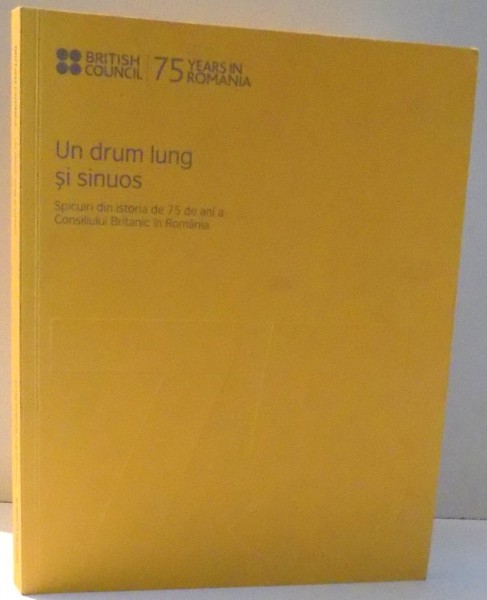 BRITISH COUNCIL
75 YEARS IN ROMANIA
Un drum lung
și sinuos
Spicuiri din istoria de 75 de ani a
Consiliului Britanic în România